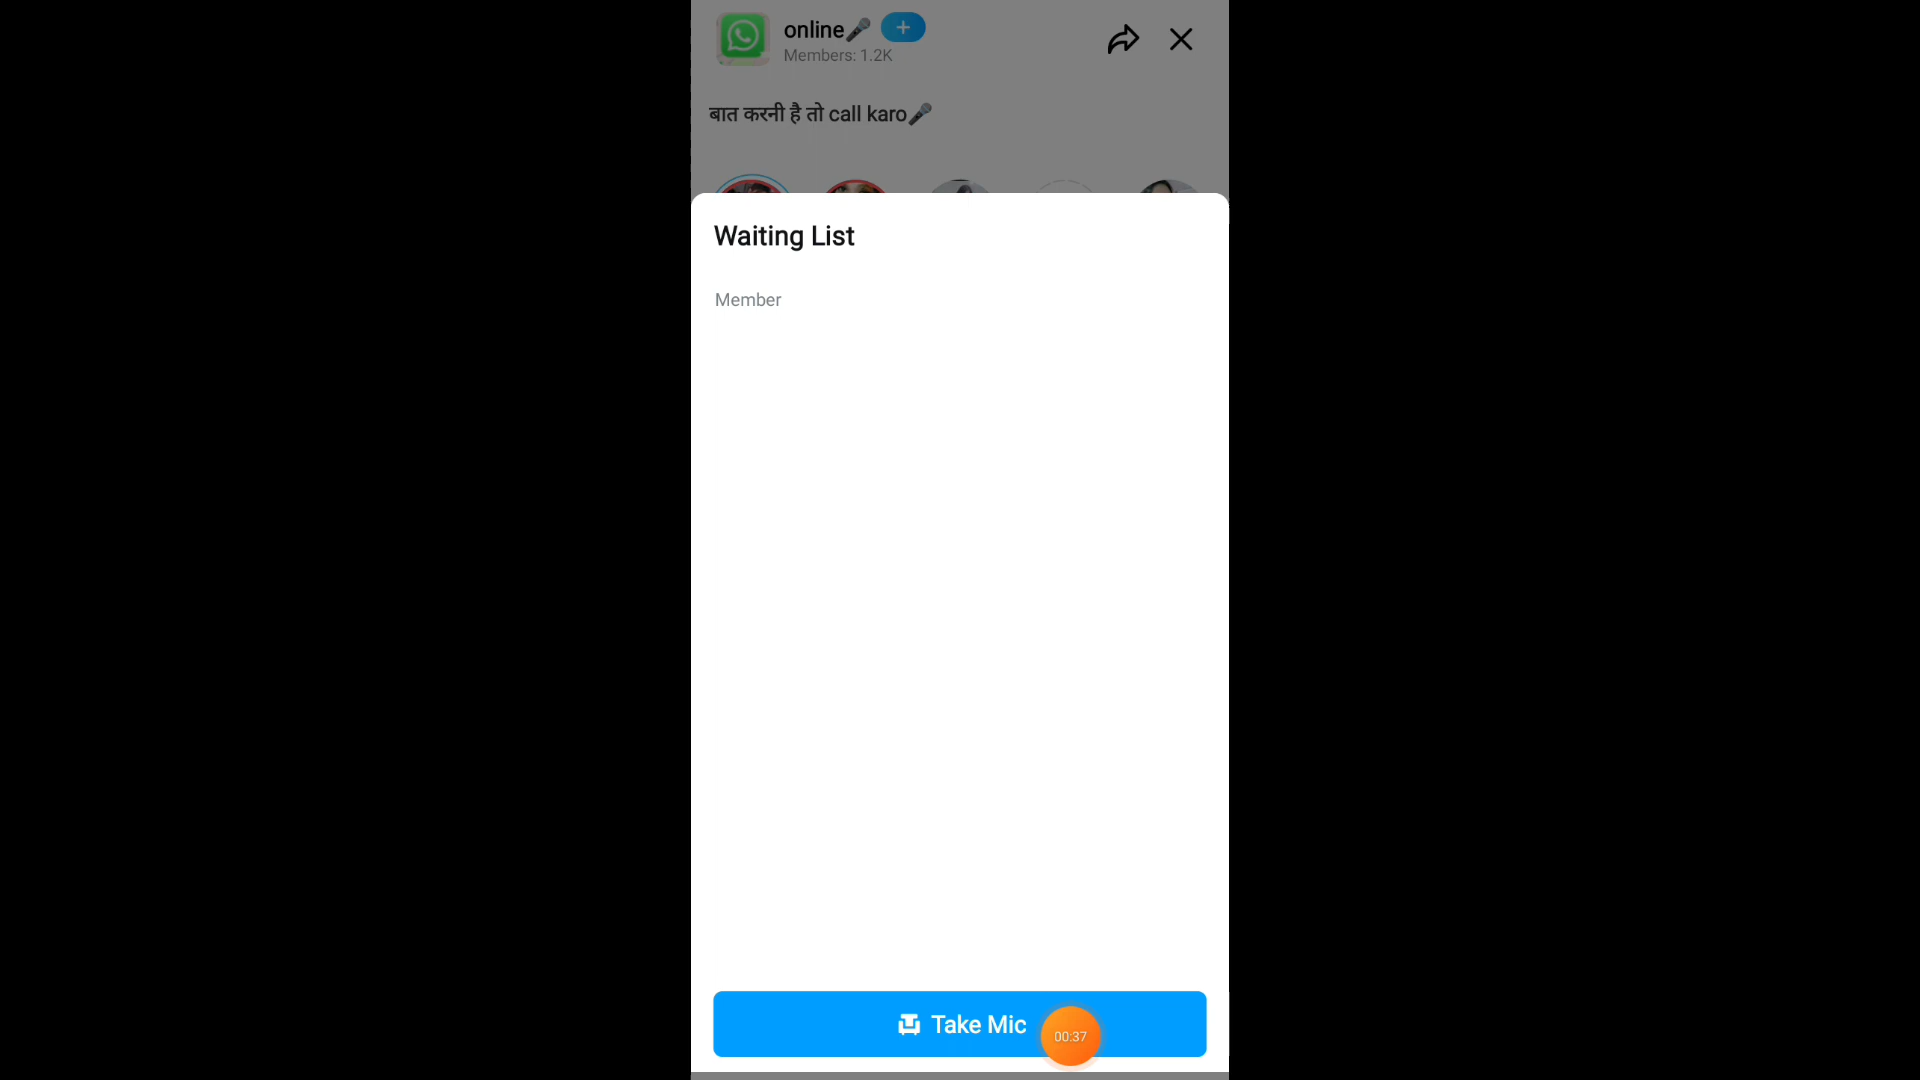 online🎤
Members: 1.2K
बात करनी है तो call karo🎤
Waiting List
Member
Take Mic
00:37